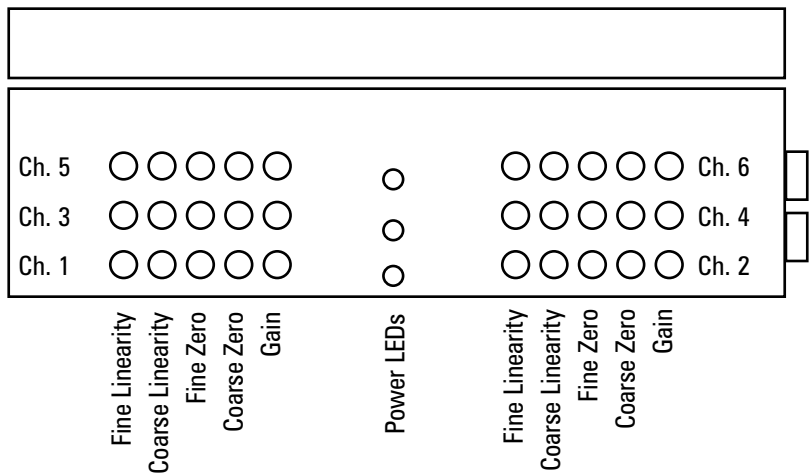 Ch. 5
Ch. 6
Ch. 3
Ch. 4
Ch. 1
Ch. 2
Fine Linearity
Coarse Linearity
Fine Zero
Coarse Zero
Gain
Power LEDs
Fine Linearity
Coarse Linearity
Fine Zero
Coarse Zero
Gain